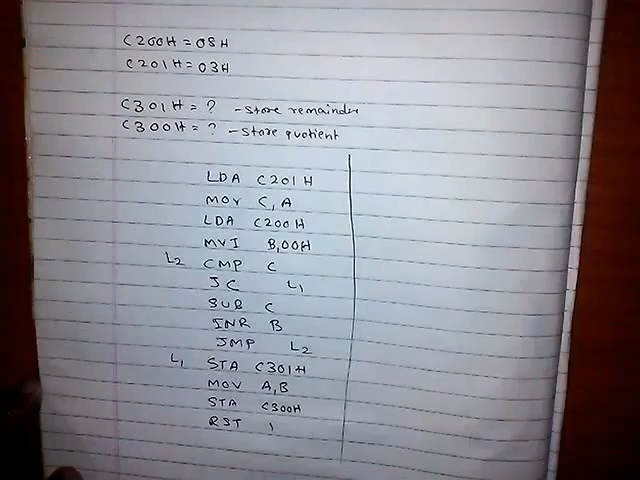 C200H = 08H
C201H = 03H
C301H = ? - store remainder
C300H = ? - store quotient
LDA C201H
MOV C, A
LDA C200H
MVI B,00H
L2 CMP C
JC L1
SUB C
INR B
JMP L2
L1 STA C301H
MOV A,B
STA C300H
RST 1